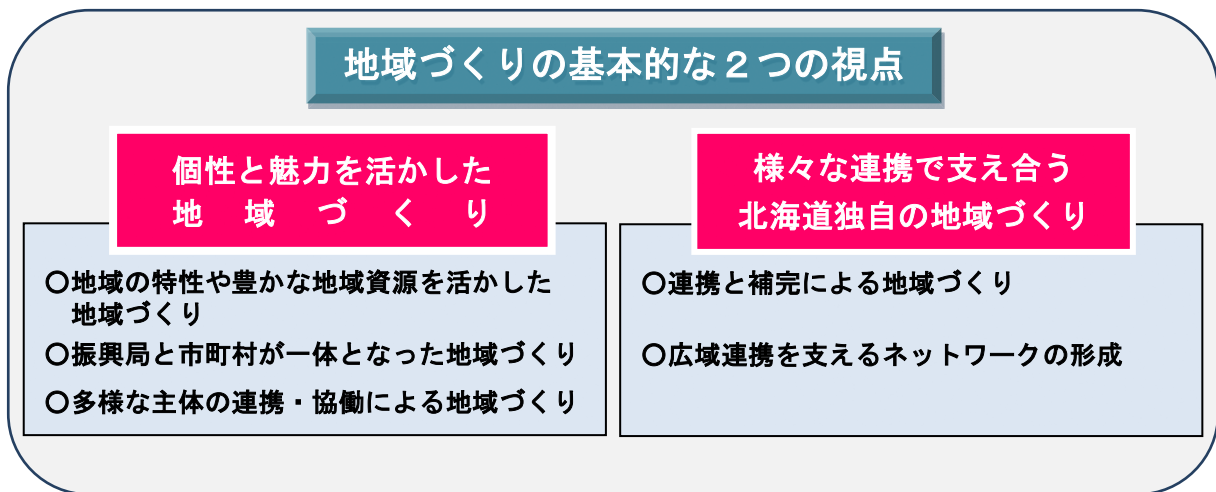 地域づくりの基本的な２つの視点
個性と魅力を活かした
地域づくり
〇地域の特性や豊かな地域資源を活かした
地域づくり
〇振興局と市町村が一体となった地域づくり
〇多様な主体の連携・協働による地域づくり
様々な連携で支え合う
北海道独自の地域づくり
〇連携と補完による地域づくり
〇広域連携を支えるネットワークの形成